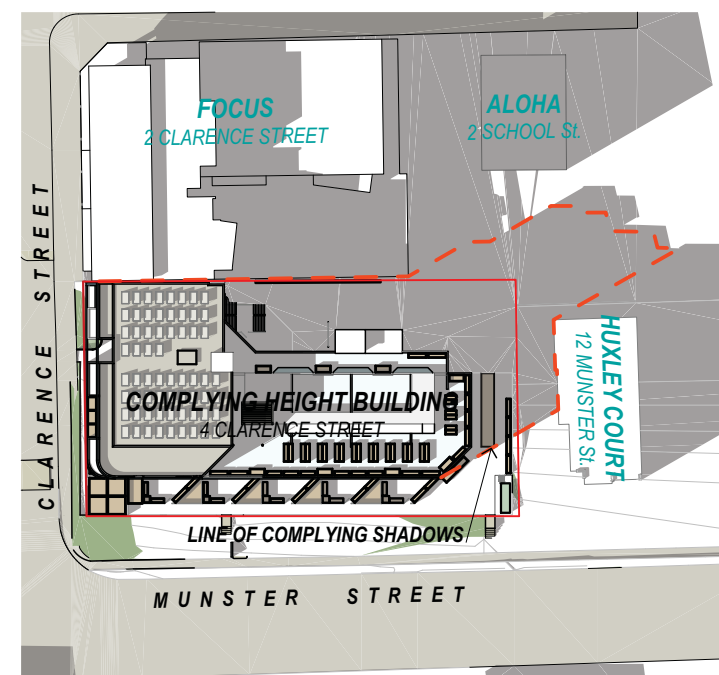 FOCUS
2 CLARENCE STREET
ALOHA
2 SCHOOL St.
CLARENCE STREET
HUXLEY COURT
12 MUNSTER St.
COMPLYING HEIGHT BUILDING
4 CLARENCE STREET
LINE OF COMPLYING SHADOWS
MUNSTER STREET